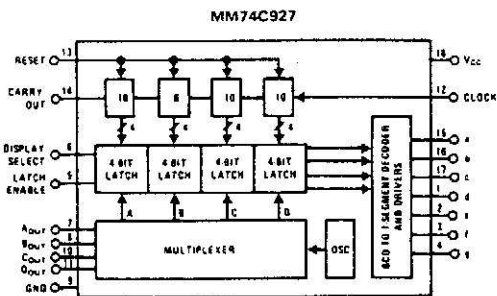 MM74C927
RESET 13
18 VCC
CARRY OUT 14
10 6 10 10
12 CLOCK
4 4 4 4
DISPLAY SELECT 6
LATCH ENABLE 5
4-BIT LATCH 4-BIT LATCH 4-BIT LATCH 4-BIT LATCH
BCD TO 7 SEGMENT DECODER AND DRIVERS
15 a
16 b
17 c
1 d
2 e
3 f
4 g
A B C D
AOUT 7
BOUT 8
COUT 10
DOUT 11
GND 9
MULTIPLEXER
OSC